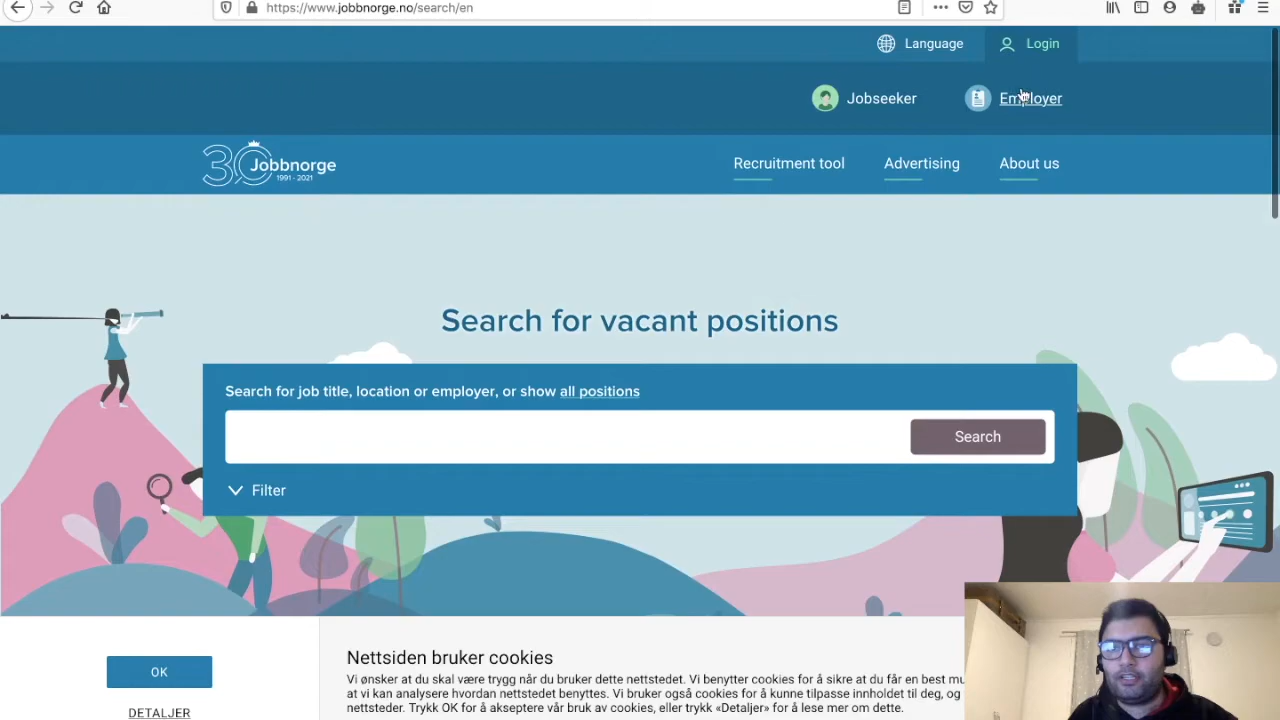 https://www.jobbnorge.no/search/en
Language
Login
Jobseeker
Employer
30 Jobbnorge
1991 - 2021
Recruitment tool
Advertising
About us
Search for vacant positions
Search for job title, location or employer, or show all positions
Search
Filter
OK
DETALJER
Nettsiden bruker cookies
Vi ønsker at du skal være trygg når du bruker dette nettstedet. Vi benytter cookies for å sikre at du får en best
at vi kan analysere hvordan nettstedet benyttes. Vi bruker også cookies for å kunne tilpasse innholdet til deg, og
nettsteder. Trykk OK for å akseptere vår bruk av cookies, eller trykk «Detaljer» for å lese mer om dette.